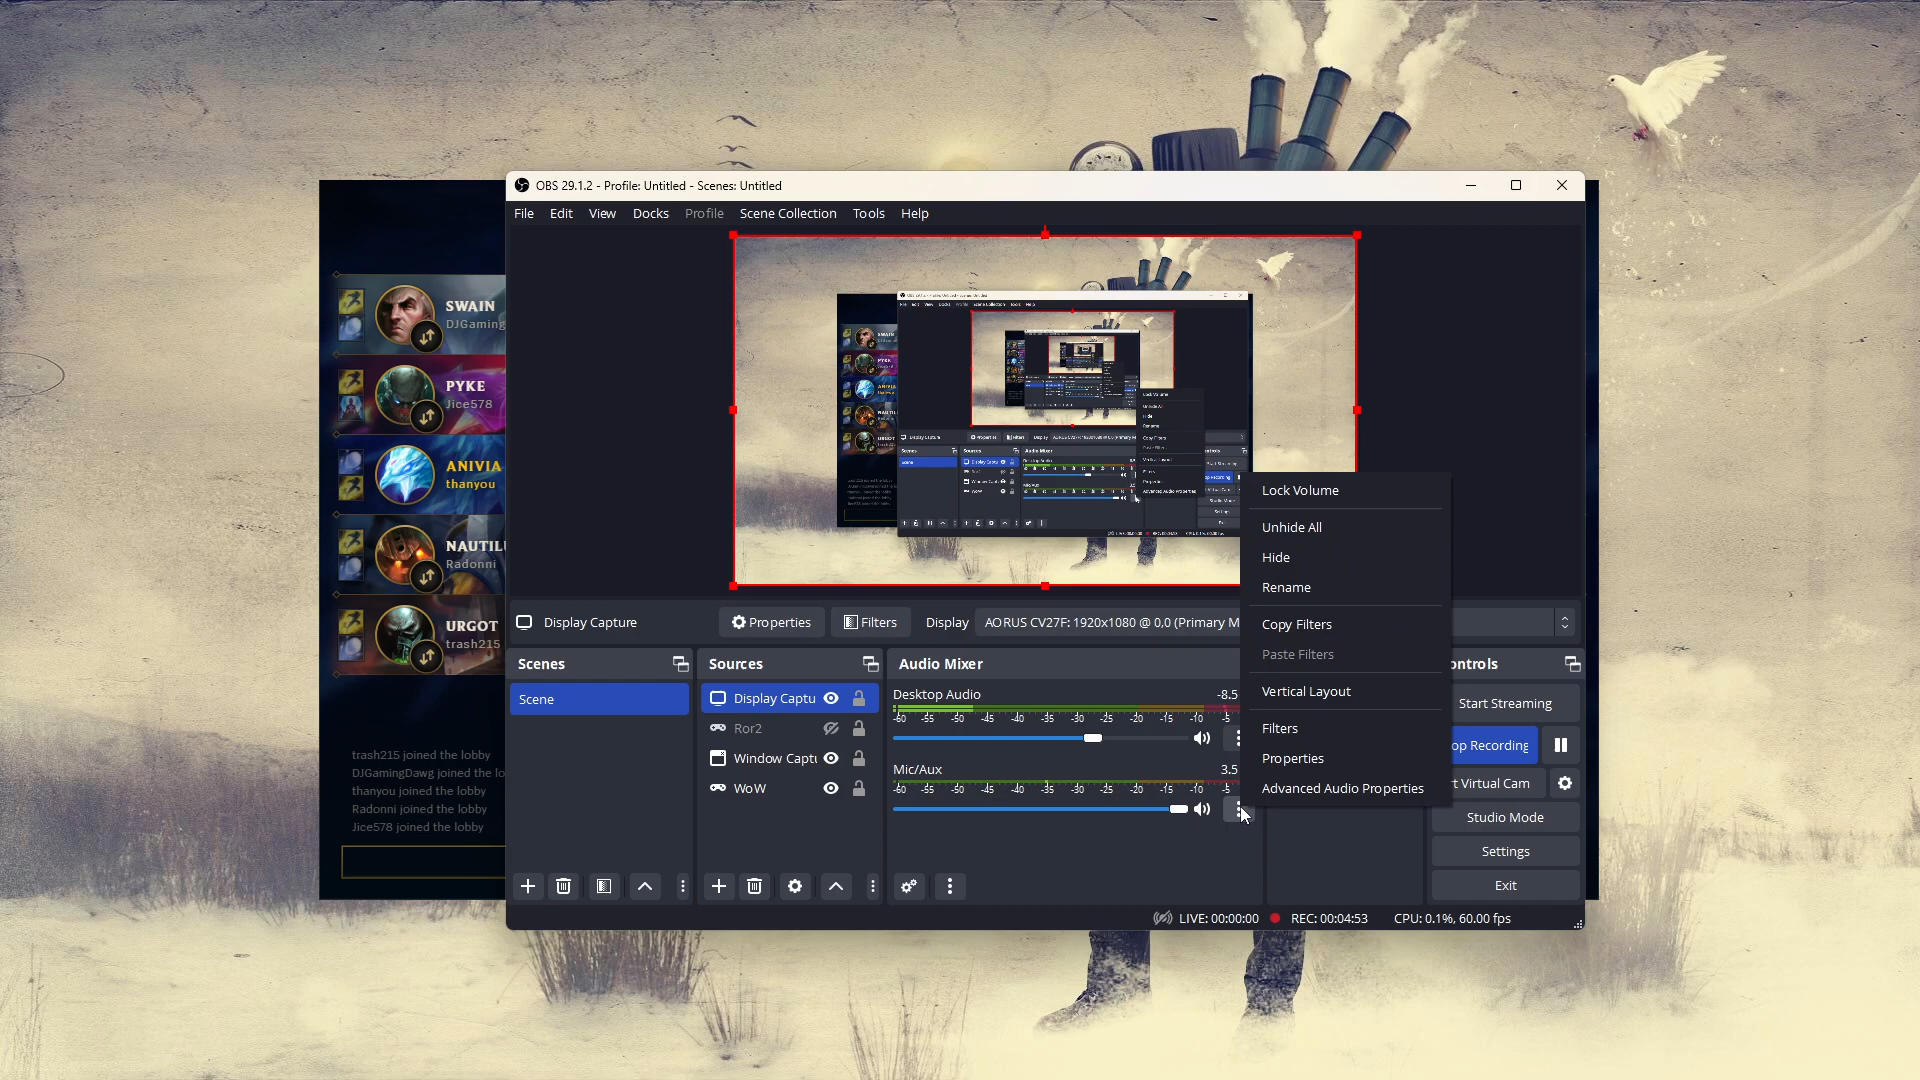 OBS 29.1.2 - Profile: Untitled - Scenes: Untitled
File Edit View Docks Profile Scene Collection Tools Help
SWAIN
DJGaming
PYKE
Jice578
ANIVIA
thanyou
NAUTIL
Radonni
URGOT
trash215
trash215 joined the lobby
DJGamingDawg joined the lo
thanyou joined the lobby
Radonni joined the lobby
Jice578 joined the lobby
Lock Volume
Unhide All
Hide
Rename
Copy Filters
Paste Filters
Vertical Layout
Filters
Properties
Advanced Audio Properties
Display Capture Properties Filters Display AORUS CV27F: 1920x1080 @ 0,0 (Primary M
Scenes
Scene
Sources
Display Captu
Ror2
Window Captu
WoW
Audio Mixer
Desktop Audio -8.5
-60 -55 -50 -45 -40 -35 -30 -25 -20 -15 -10 -5
Mic/Aux 3.5
-60 -55 -50 -45 -40 -35 -30 -25 -20 -15 -10 -5
ontrols
Start Streaming
op Recording
t Virtual Cam
Studio Mode
Settings
Exit
LIVE: 00:00:00 REC: 00:04:53 CPU: 0.1%, 60.00 fps